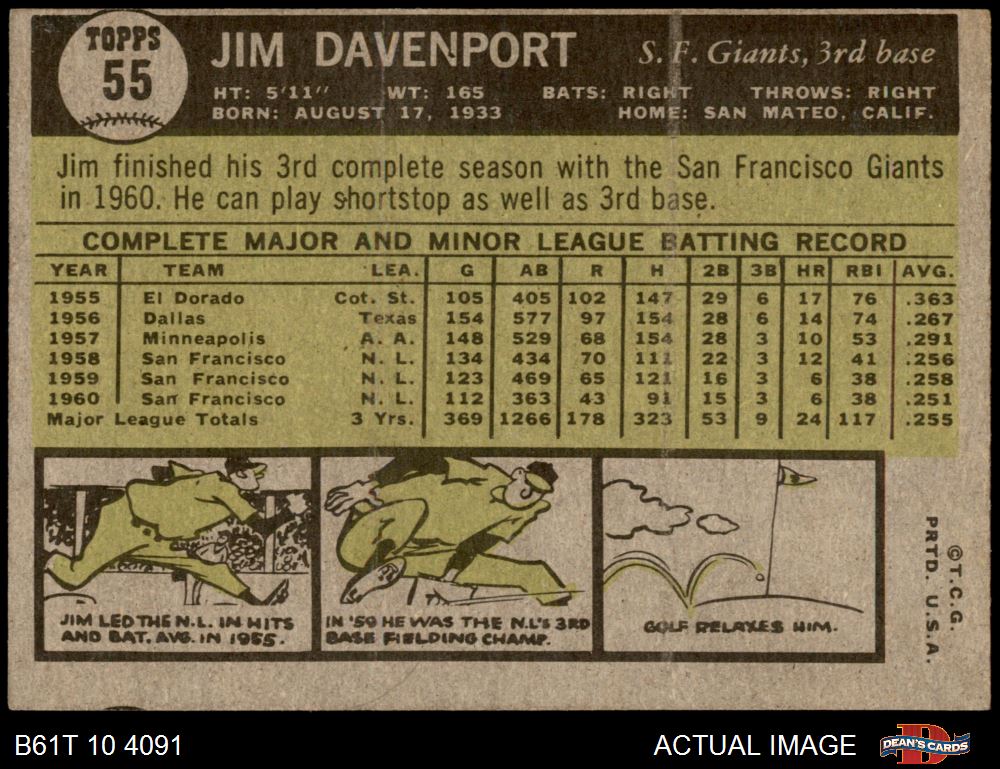 TOPPS
55
JIM DAVENPORT
S. F. Giants, 3rd base
HT: 5'11" WT: 165 BATS: RIGHT THROWS: RIGHT
BORN: AUGUST 17, 1933 HOME: SAN MATEO, CALIF.
Jim finished his 3rd complete season with the San Francisco Giants
in 1960. He can play shortstop as well as 3rd base.
COMPLETE MAJOR AND MINOR LEAGUE BATTING RECORD
YEAR TEAM LEA. G AB R H 2B 3B HR RBI AVG.
1955 El Dorado Cot. St. 105 405 102 147 29 6 17 76 .363
1956 Dallas Texas 154 577 97 154 28 6 14 74 .267
1957 Minneapolis A. A. 148 529 68 154 28 3 10 53 .291
1958 San Francisco N. L. 134 434 70 111 22 3 12 41 .256
1959 San Francisco N. L. 123 469 65 121 16 3 6 38 .258
1960 San Francisco N. L. 112 363 43 91 15 3 6 38 .251
Major League Totals 3 Yrs. 369 1266 178 323 53 9 24 117 .255
JIM LED THE N.L. IN HITS
AND BAT. AVG. IN 1955.
IN '59 HE WAS THE N.L'S 3RD
BASE FIELDING CHAMP.
GOLF RELAXES HIM.
©T.C.G.
PRTD. U.S.A.
B61T 10 4091
ACTUAL IMAGE
DEAN'S CARDS